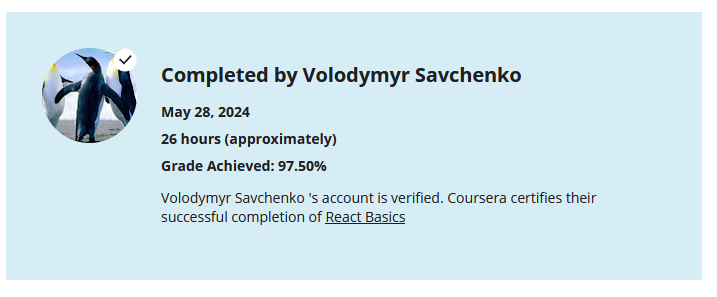 Completed by Volodymyr Savchenko
May 28, 2024
26 hours (approximately)
Grade Achieved: 97.50%
Volodymyr Savchenko 's account is verified. Coursera certifies their
successful completion of React Basics